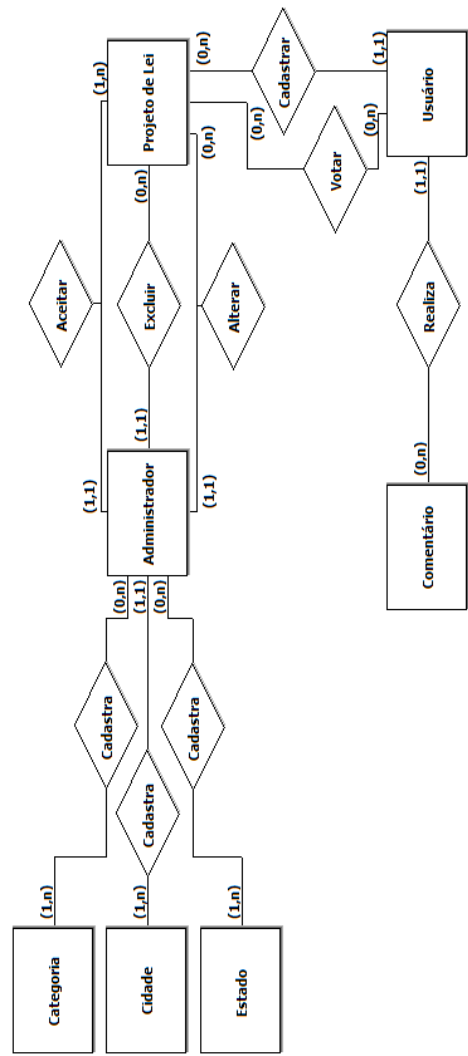 Aceitar
Categoria
(1,n)
Cadastra
(0,n)
(1,1)
(1,n)
Cidade
(1,n)
Cadastra
(1,1)
Administrador
(1,1)
Excluir
(0,n)
Projeto de Lei
Estado
(1,n)
Cadastra
(0,n)
(1,1)
Alterar
(0,n)
(0,n)
(0,n)
Cadastrar
Votar
(0,n)
(1,1)
Comentário
(0,n)
Realiza
(1,1)
Usuário